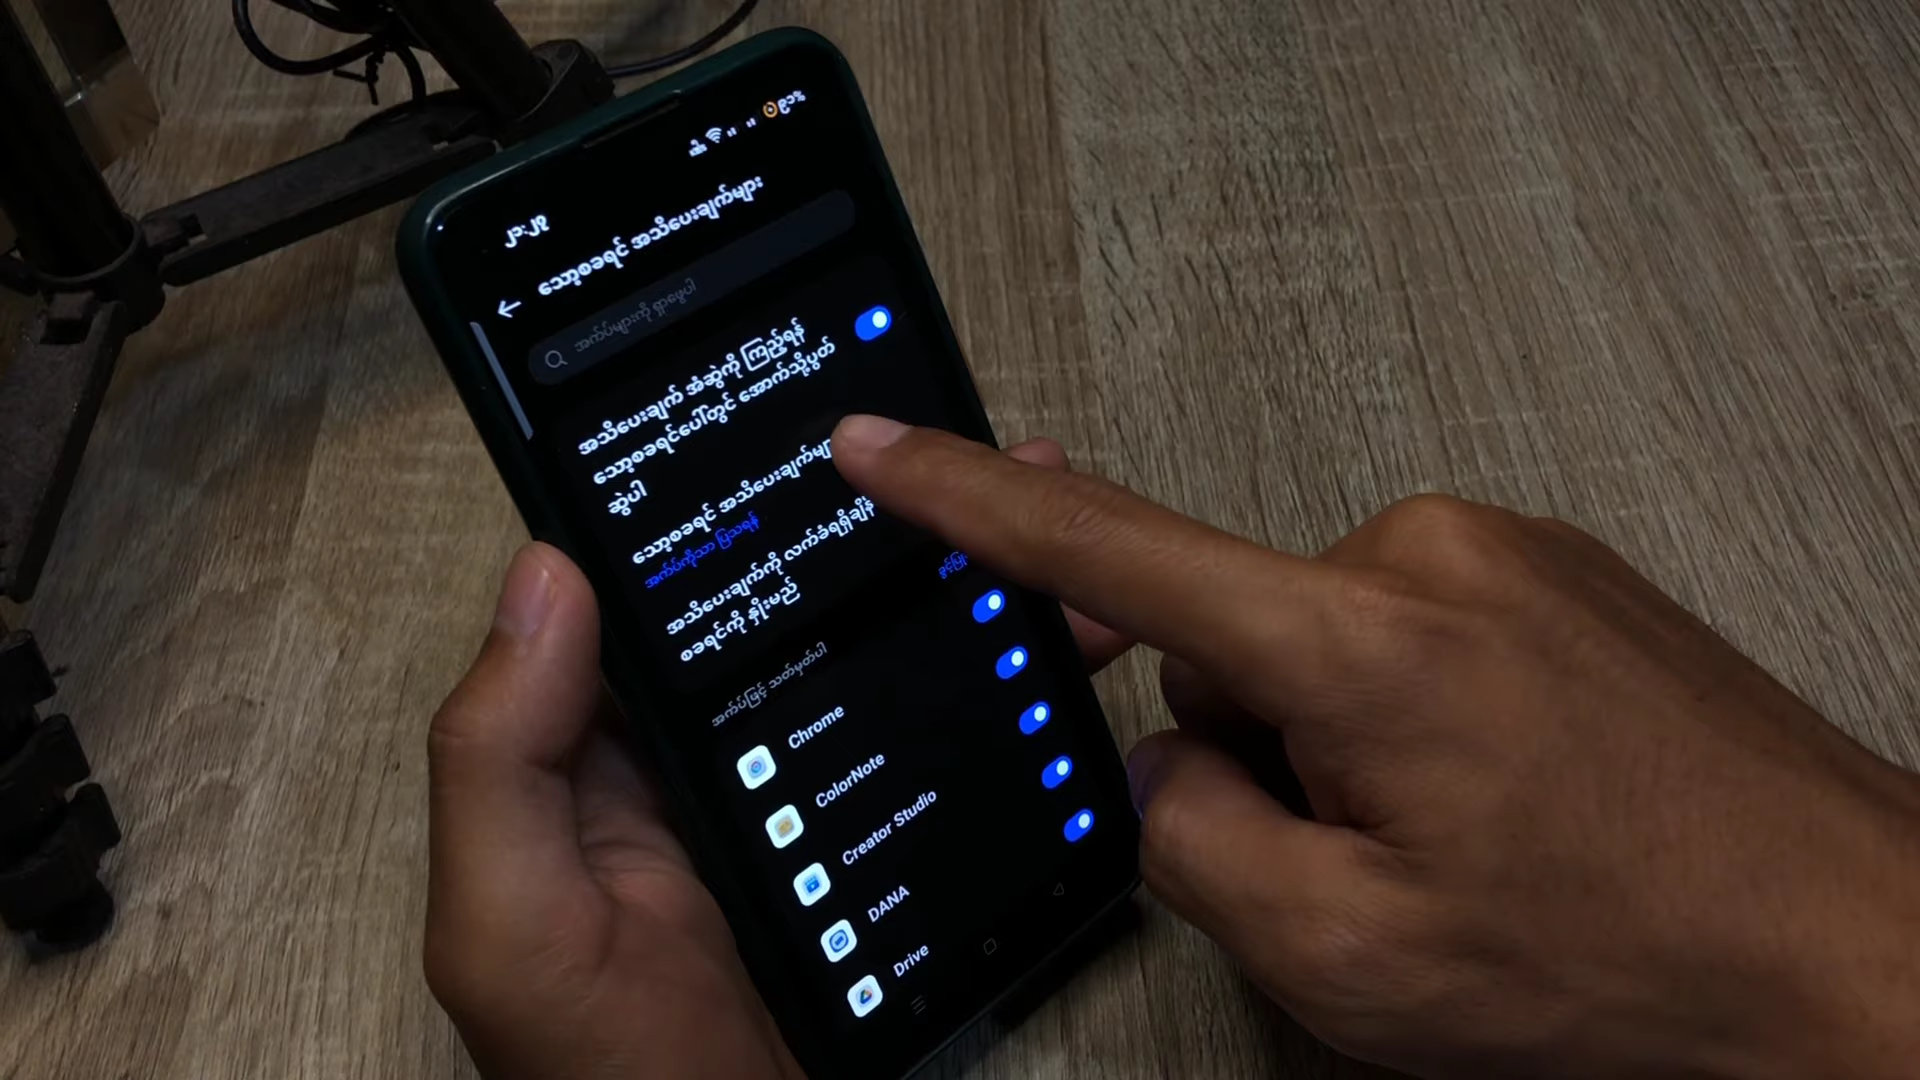 ၂၁:၂၉
၉၁%
သော့စခရင် အသိပေးချက်များ
အက်ပ်များကို ရှာဖွေပါ
အသိပေးချက် အံဆွဲကို ကြည့်ရန်
သော့စခရင်ပေါ်တွင် အောက်သို့ပွတ်
ဆွဲပါ
သော့စခရင် အသိပေးချက်များ
အက်ပ်ကိုသာ ပြသရန်
အသိပေးချက်ကို လက်ခံရရှိချိန်
စခရင်ကို နှိုးမည်
အက်ပ်ဖြင့် သတ်မှတ်ပါ
Chrome
ColorNote
Creator Studio
DANA
Drive